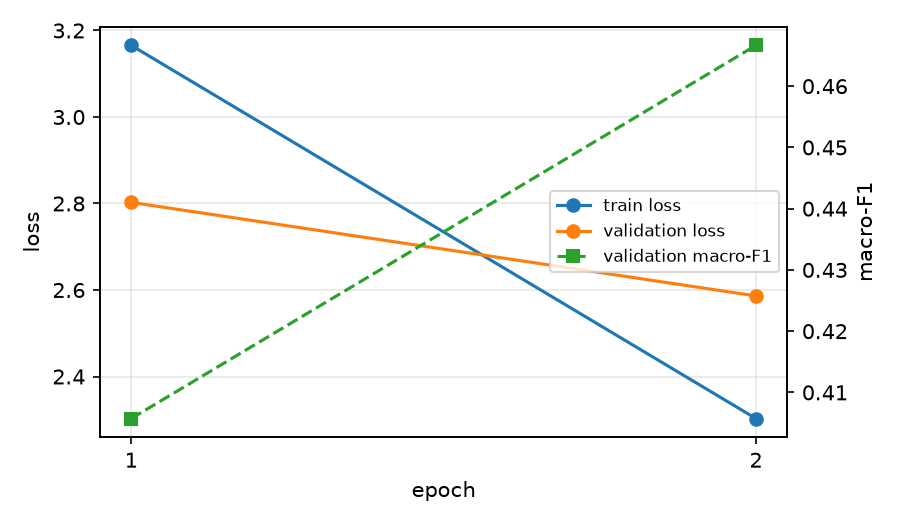 3.2
3.0
2.8
2.6
2.4
loss
0.46
0.45
0.44
0.43
0.42
0.41
macro-F1
train loss
validation loss
validation macro-F1
1
2
epoch